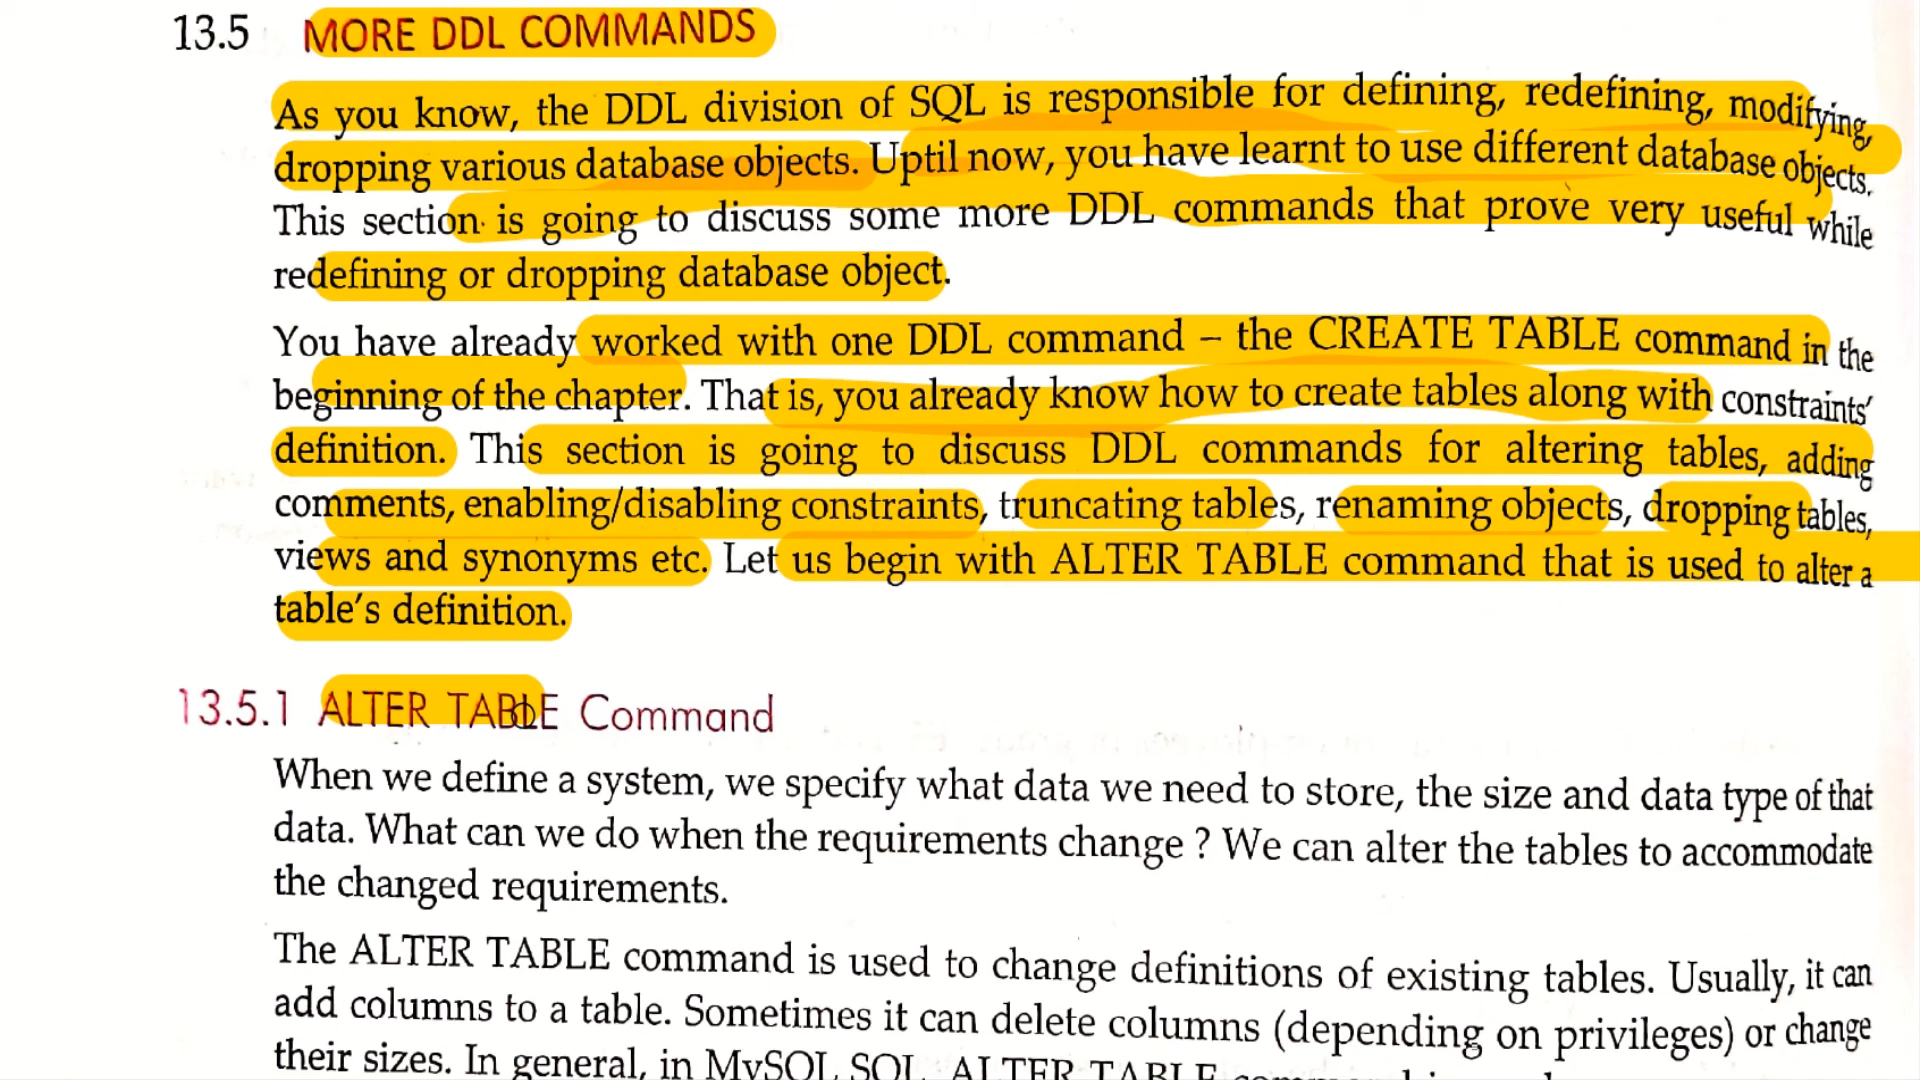 13.5 MORE DDL COMMANDS
As you know, the DDL division of SQL is responsible for defining, redefining, modifying,
dropping various database objects. Uptil now, you have learnt to use different database objects.
This section is going to discuss some more DDL commands that prove very useful while
redefining or dropping database object.
You have already worked with one DDL command – the CREATE TABLE command in the
beginning of the chapter. That is, you already know how to create tables along with constraints'
definition. This section is going to discuss DDL commands for altering tables, adding
comments, enabling/disabling constraints, truncating tables, renaming objects, dropping tables,
views and synonyms etc. Let us begin with ALTER TABLE command that is used to alter a
table's definition.
13.5.1 ALTER TABLE Command
When we define a system, we specify what data we need to store, the size and data type of that
data. What can we do when the requirements change ? We can alter the tables to accommodate
the changed requirements.
The ALTER TABLE command is used to change definitions of existing tables. Usually, it can
add columns to a table. Sometimes it can delete columns (depending on privileges) or change
their sizes. In general, in MySQL SQL, ALTER TABLE